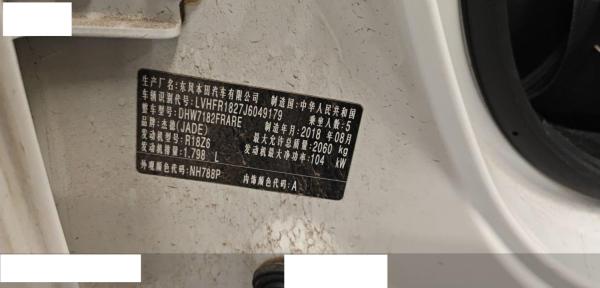 生产厂名:东风本田汽车有限公司 制造国:中华人民共和国
车辆识别代号:LVHFR1827J6049179 乘坐人数:5
整车型号:DHW7182FRARE 制造年月:2018 年 08月
品牌:杰德(JADE) 最大允许总质量:2060 kg
发动机型号:R18Z6 发动机最大净功率:104 kW
发动机排量:1.798 L
外观颜色代码:NH788P 内饰颜色代码:A